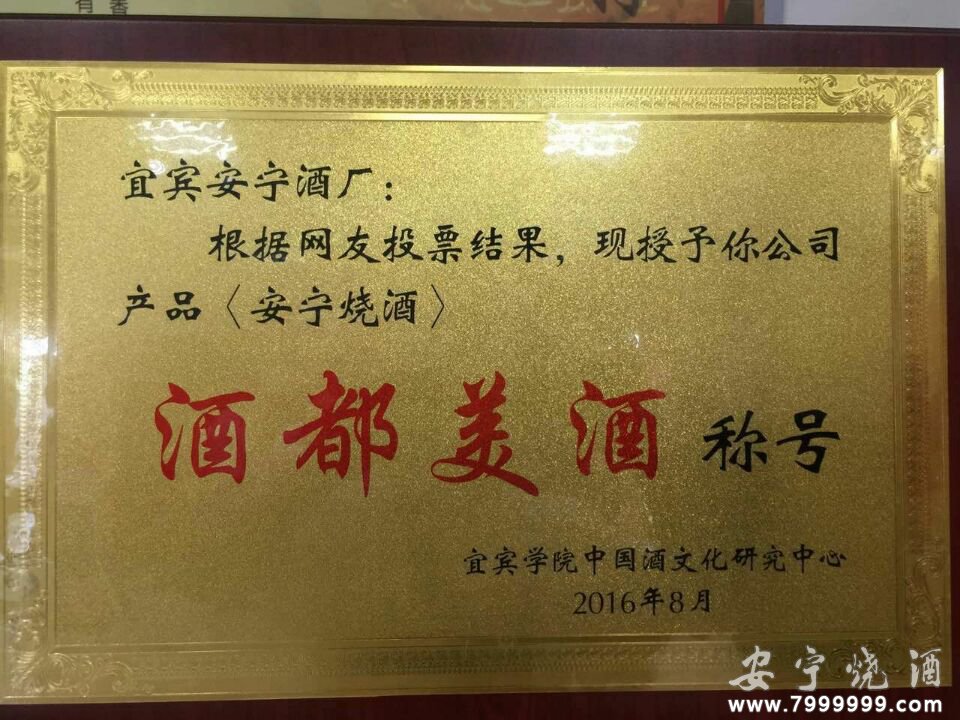 有香
宜宾安宁酒厂：
根据网友投票结果，现授予你公司
产品〈安宁烧酒〉
酒都美酒 称号
宜宾学院中国酒文化研究中心
2016年8月
安宁烧酒
www.7999999.com